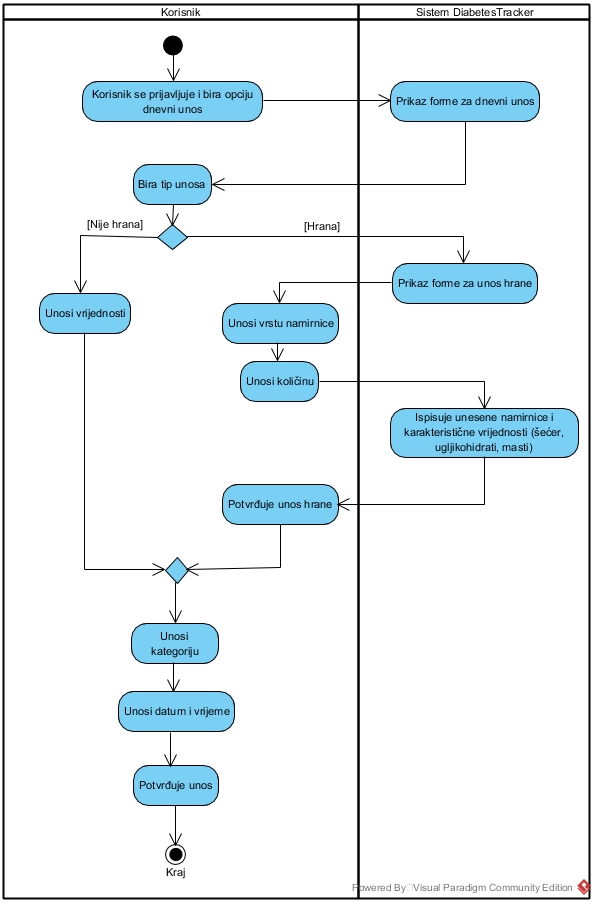 Korisnik
Sistem DiabetesTracker
Korisnik se prijavljuje i bira opciju
dnevni unos
Prikaz forme za dnevni unos
Bira tip unosa
[Nije hrana]
[Hrana]
Prikaz forme za unos hrane
Unosi vrijednosti
Unosi vrstu namirnice
Unosi količinu
Ispisuje unesene namirnice i
karakteristične vrijednosti (šećer,
ugljikohidrati, masti)
Potvrđuje unos hrane
Unosi
kategoriju
Unosi datum i vrijeme
Potvrđuje unos
Kraj
Powered By Visual Paradigm Community Edition